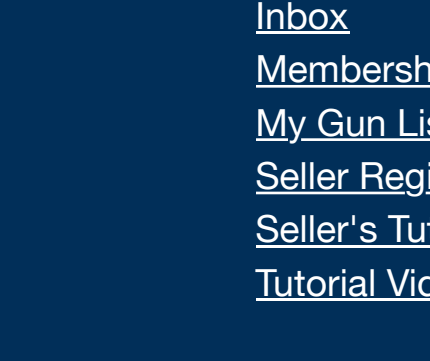 Inbox
Membersh
My Gun Lis
Seller Regi
Seller's Tut
Tutorial Vid